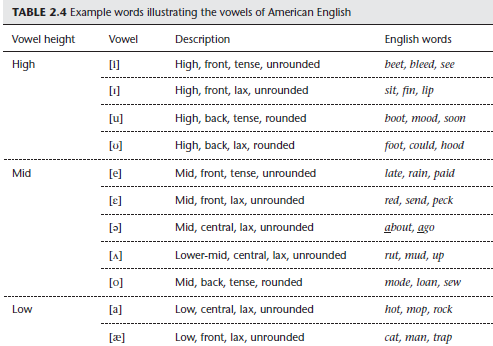 TABLE 2.4 Example words illustrating the vowels of American English
Vowel height Vowel Description English words
High [ɪ] High, front, tense, unrounded beet, bleed, see
[ɪ] High, front, lax, unrounded sit, fin, lip
[u] High, back, tense, rounded boot, mood, soon
[ʊ] High, back, lax, rounded foot, could, hood
Mid [e] Mid, front, tense, unrounded late, rain, paid
[ɛ] Mid, front, lax, unrounded red, send, peck
[ə] Mid, central, lax, unrounded about, ago
[ʌ] Lower-mid, central, lax, unrounded rut, mud, up
[o] Mid, back, tense, rounded mode, loan, sew
Low [a] Low, central, lax, unrounded hot, mop, rock
[æ] Low, front, lax, unrounded cat, man, trap